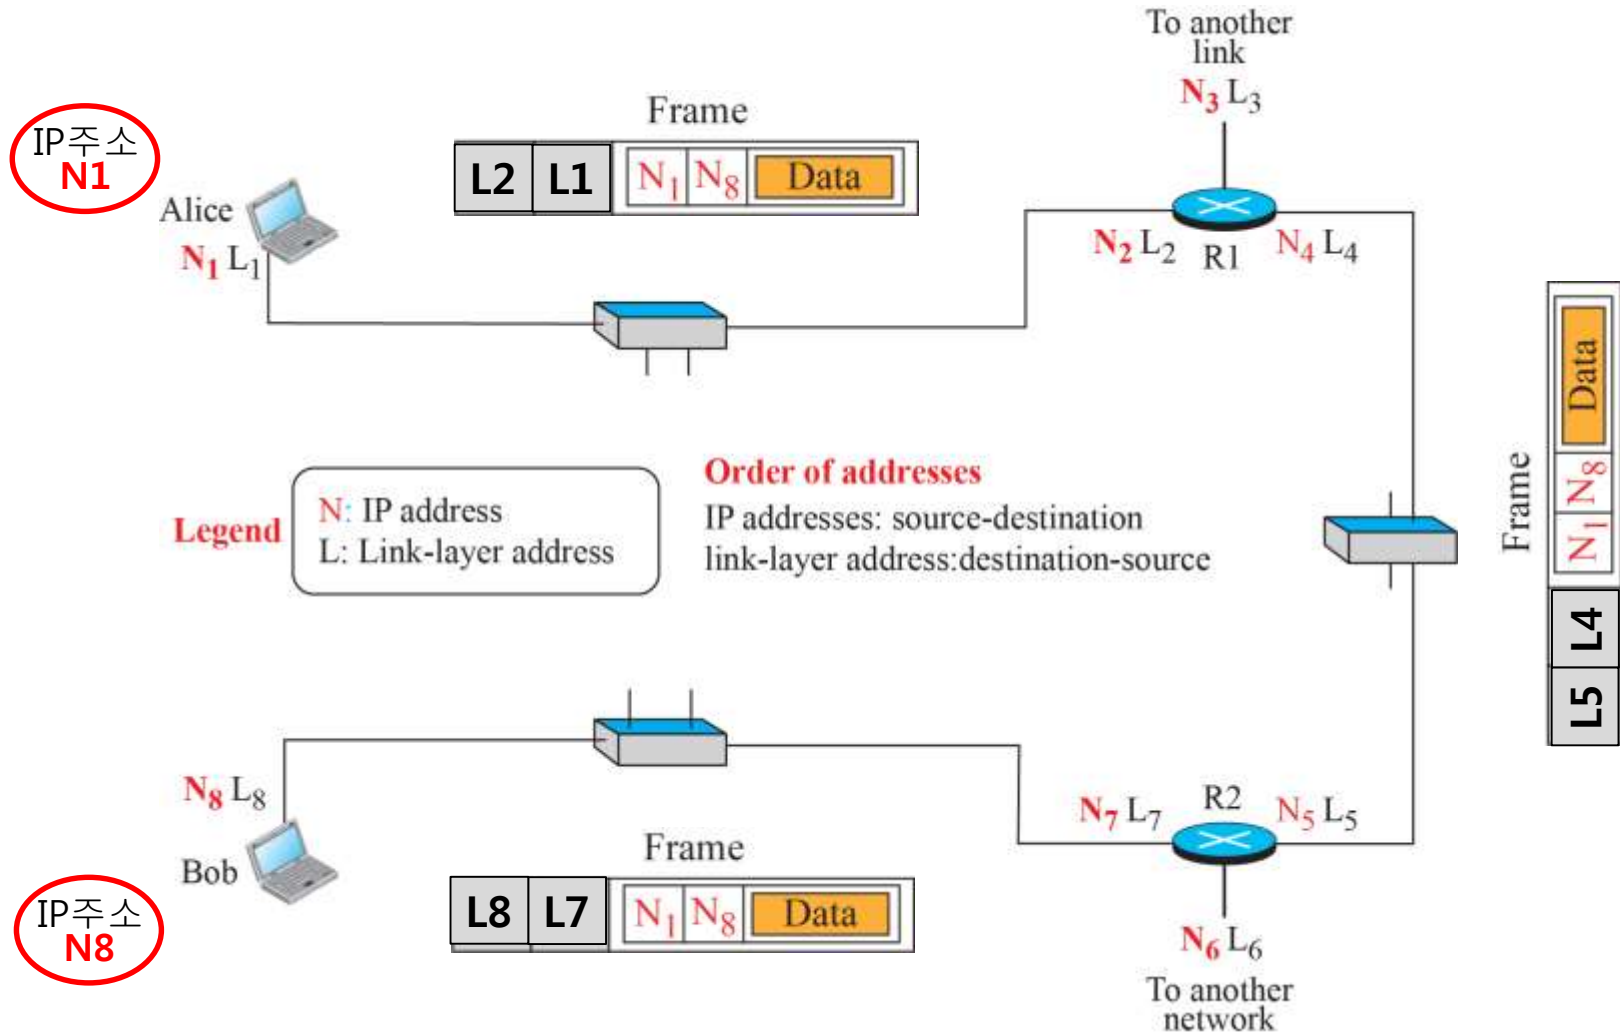 To another
link
N3 L3
IP주소
N1
Frame
L2 L1 N1 N8 Data
Alice
N1 L1
N2 L2
R1
N4 L4
Legend
N: IP address
L: Link-layer address
Order of addresses
IP addresses: source-destination
link-layer address:destination-source
Frame
L5 L4 N1 N8 Data
N8 L8
Bob
IP주소
N8
Frame
L8 L7 N1 N8 Data
N7 L7
R2
N5 L5
N6 L6
To another
network